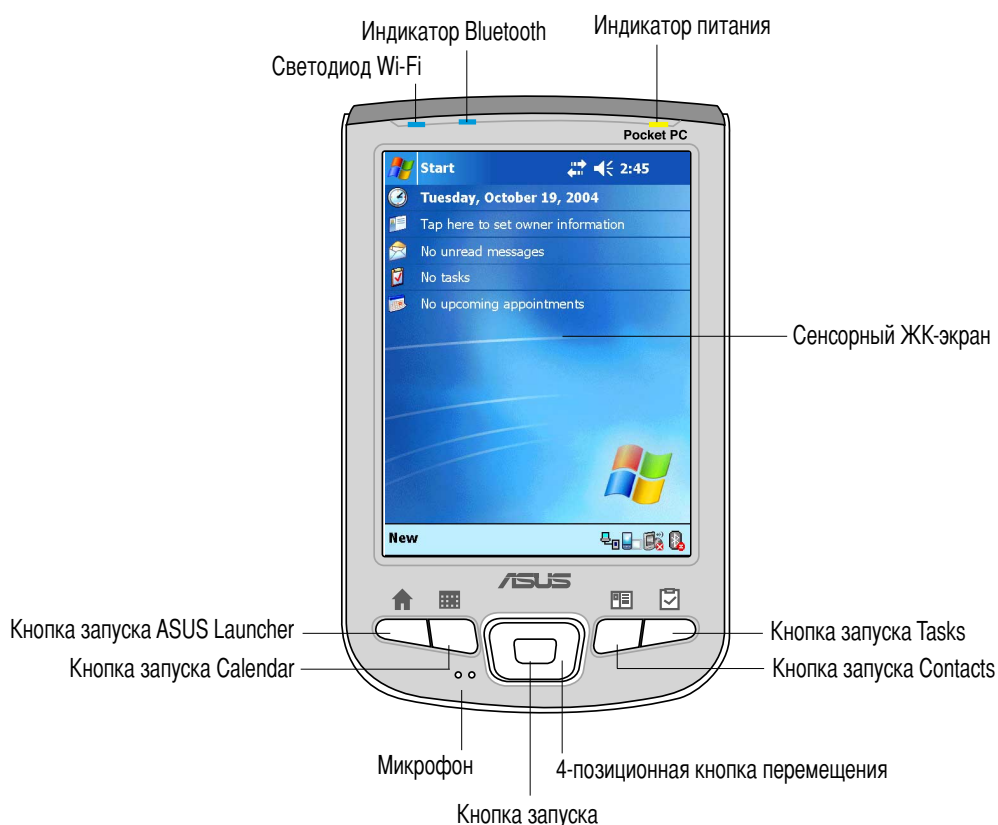 Индикатор Bluetooth
Индикатор питания
Светодиод Wi-Fi
Pocket PC
Start 2:45
Tuesday, October 19, 2004
Tap here to set owner information
No unread messages
No tasks
No upcoming appointments
Сенсорный ЖК-экран
New
ASUS
Кнопка запуска ASUS Launcher
Кнопка запуска Tasks
Кнопка запуска Calendar
Кнопка запуска Contacts
Микрофон
4-позиционная кнопка перемещения
Кнопка запуска